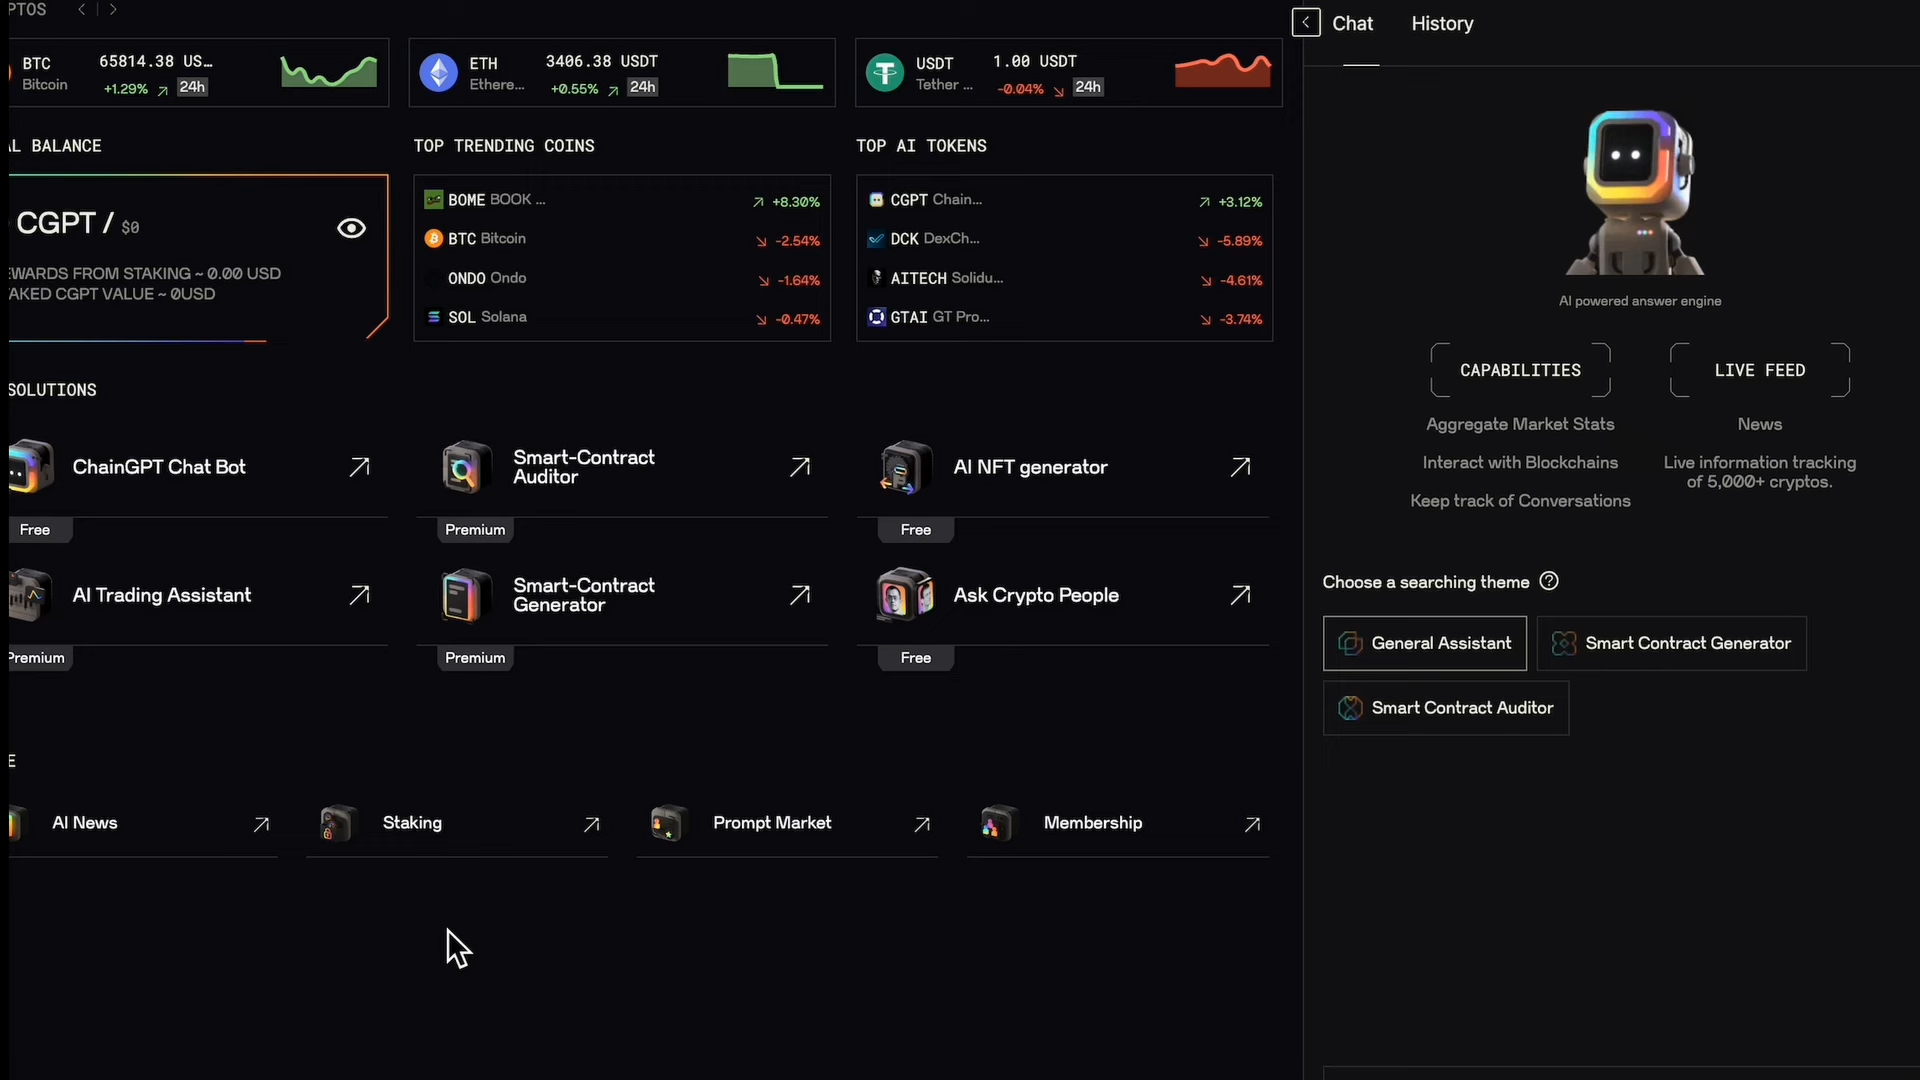 PTOS
Chat
History
BTC
65814.38 US…
Bitcoin
+1.29%
24h
ETH
3406.38 USDT
Ethere...
+0.55%
24h
USDT
1.00 USDT
Tether ...
-0.04%
24h
AL BALANCE
TOP TRENDING COINS
TOP AI TOKENS
CGPT / $0
EWARDS FROM STAKING ~ 0.00 USD
TAKED CGPT VALUE ~ 0USD
BOME BOOK ...
+8.30%
BTC Bitcoin
-2.54%
ONDO Ondo
-1.64%
SOL Solana
-0.47%
CGPT Chain...
+3.12%
DCK DexCh...
-5.89%
AITECH Solidu...
-4.61%
GTAI GT Pro...
-3.74%
SOLUTIONS
ChainGPT Chat Bot
Free
Smart-Contract
Auditor
Premium
AI NFT generator
Free
AI Trading Assistant
Premium
Smart-Contract
Generator
Premium
Ask Crypto People
Free
E
AI News
Staking
Prompt Market
Membership
AI powered answer engine
CAPABILITIES
Aggregate Market Stats
Interact with Blockchains
Keep track of Conversations
LIVE FEED
News
Live information tracking
of 5,000+ cryptos.
Choose a searching theme ?
General Assistant
Smart Contract Generator
Smart Contract Auditor